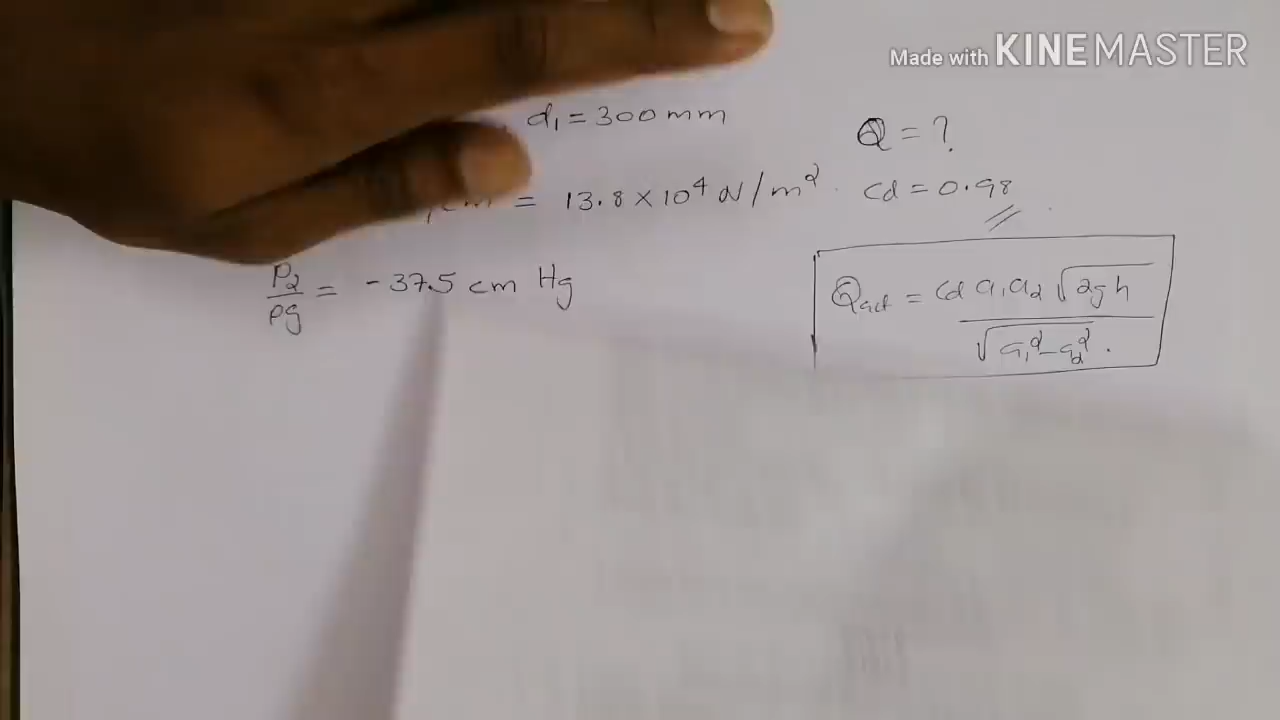 Made with KINEMASTER
d₁ = 300 mm
Q = ?
= 13.8 × 10⁴ N/m².
Cd = 0.98
P₂/ρg = - 37.5 cm Hg
Qact = Cd a₁a₂ √2gh / √a₁² - a₂² .